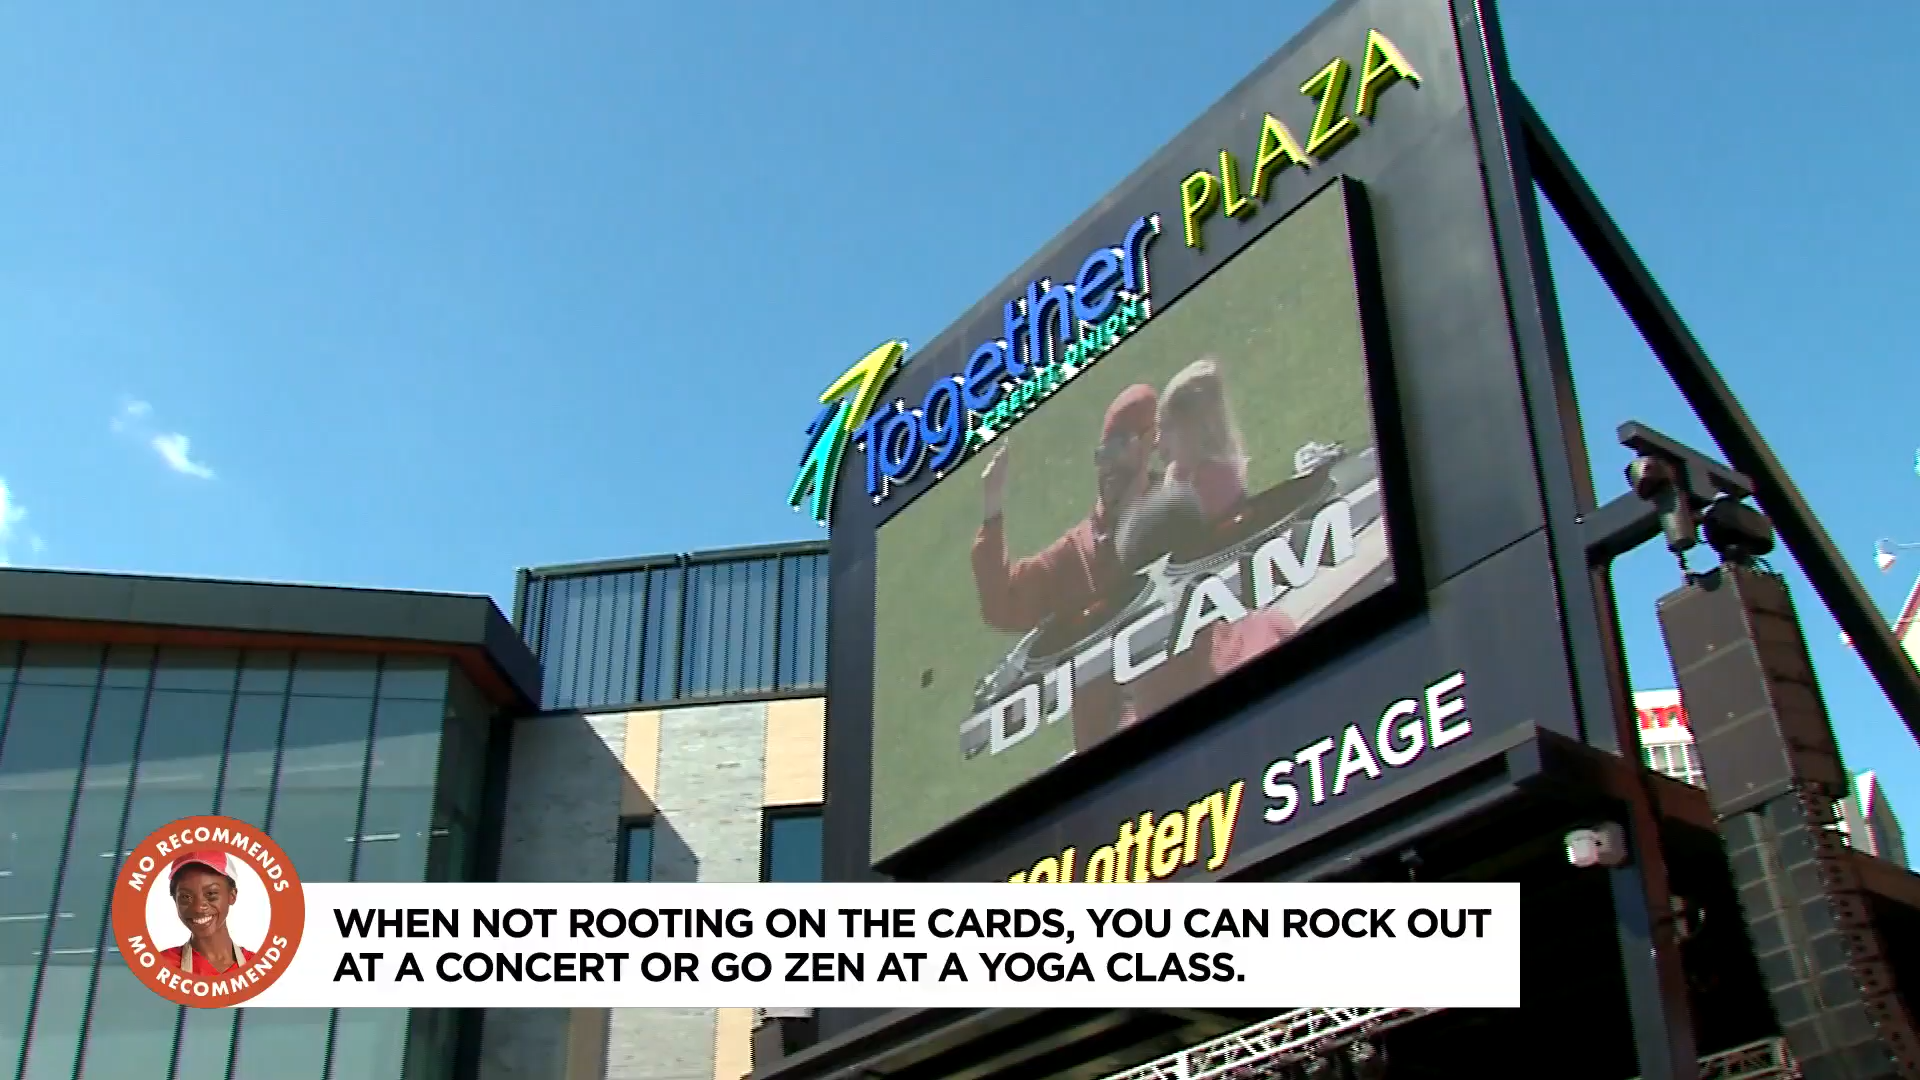 PLAZA
Together
CREDIT UNION
DJ CAM
MOLottery STAGE
MO RECOMMENDS
MO RECOMMENDS
WHEN NOT ROOTING ON THE CARDS, YOU CAN ROCK OUT
AT A CONCERT OR GO ZEN AT A YOGA CLASS.